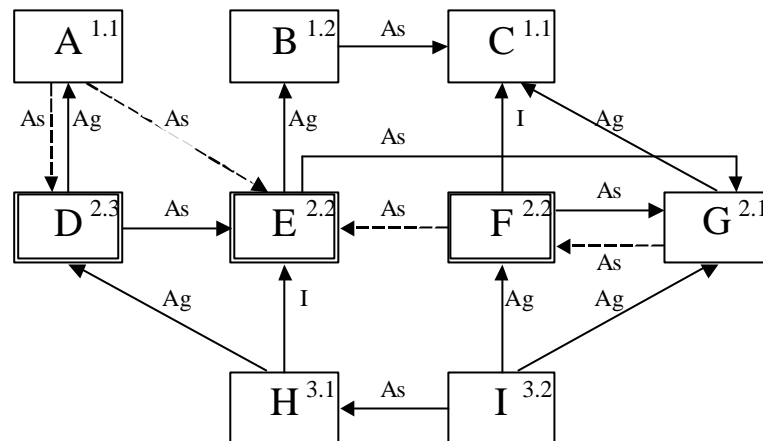 A 1.1 B 1.2 As C 1.1
As Ag As Ag As I Ag
D 2.3 As E 2.2 As F 2.2 As G 2.1
As
Ag I Ag Ag
H 3.1 As I 3.2